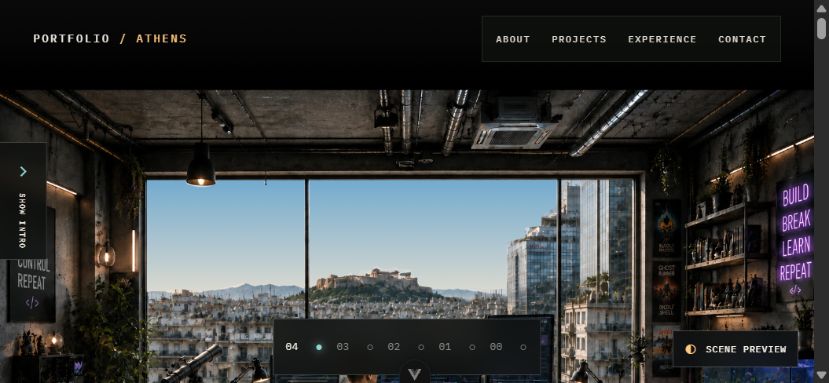 PORTFOLIO / ATHENS
ABOUT PROJECTS EXPERIENCE CONTACT
SHOW INTRO
CONTROL
REPEAT
</>
BUILD
BREAK
LEARN
REPEAT
</>
04 03 02 01 00
SCENE PREVIEW